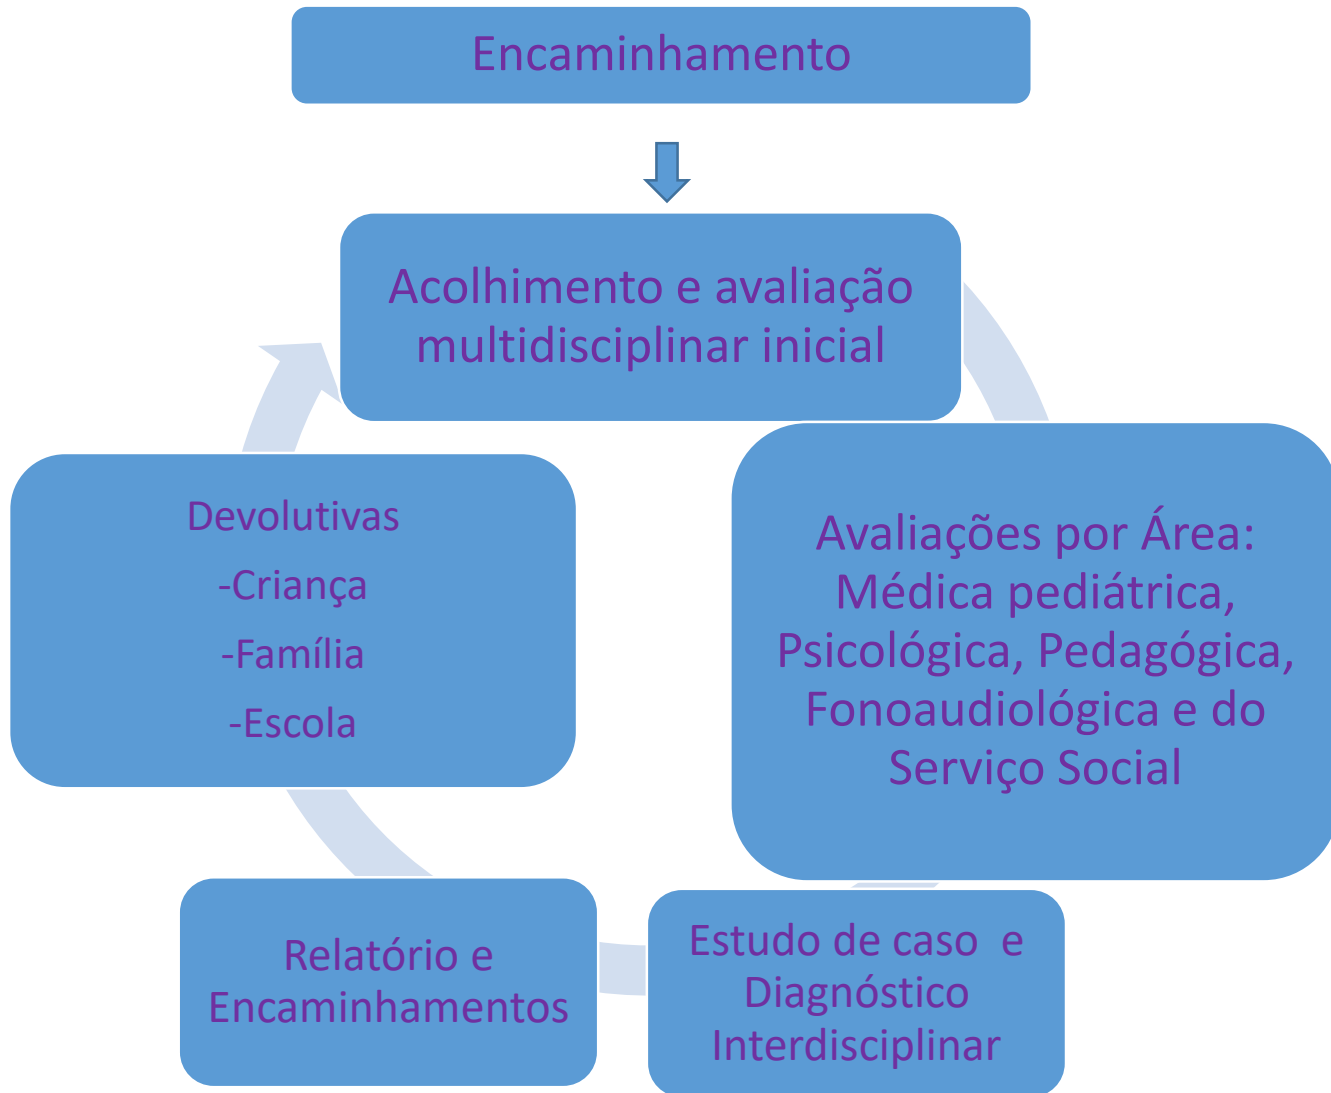 Encaminhamento
Acolhimento e avaliação
multidisciplinar inicial
Avaliações por Área:
Médica pediátrica,
Psicológica, Pedagógica,
Fonoaudiológica e do
Serviço Social
Estudo de caso  e
Diagnóstico
Interdisciplinar
Relatório e
Encaminhamentos
Devolutivas
-Criança
-Família
-Escola